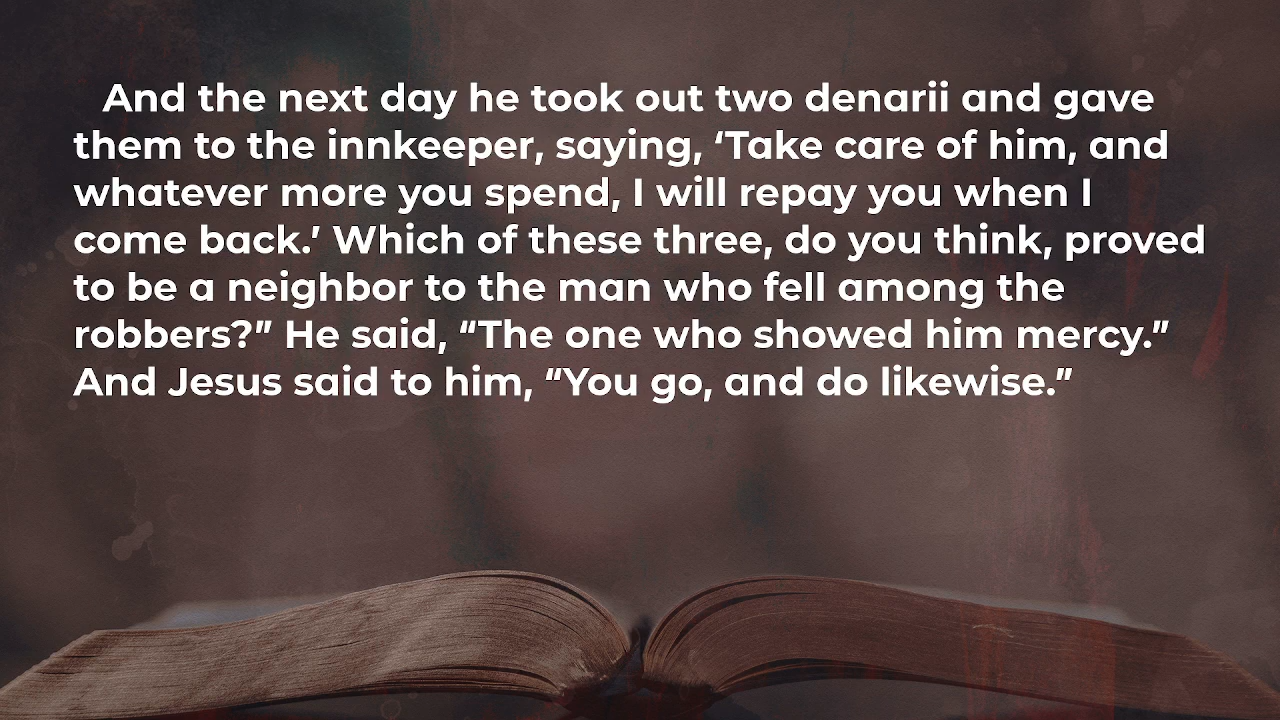 And the next day he took out two denarii and gave
them to the innkeeper, saying, ‘Take care of him, and
whatever more you spend, I will repay you when I
come back.’ Which of these three, do you think, proved
to be a neighbor to the man who fell among the
robbers?” He said, “The one who showed him mercy.”
And Jesus said to him, “You go, and do likewise.”